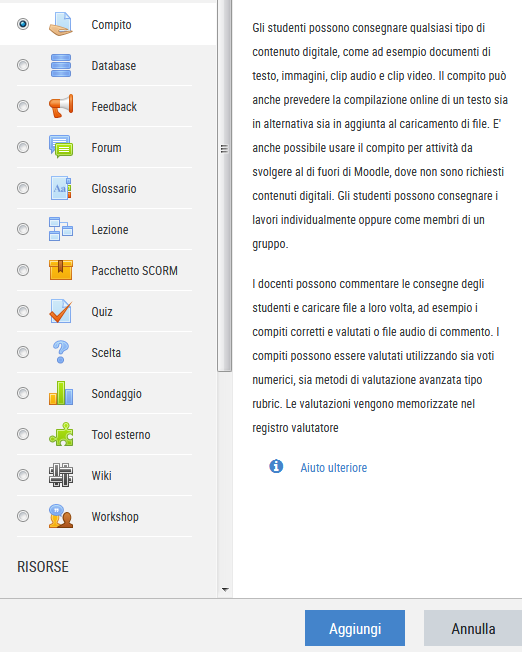 Compito
Database
Feedback
Forum
Aa
Glossario
Lezione
Pacchetto SCORM
Quiz
Scelta
Sondaggio
Tool esterno
Wiki
Workshop
RISORSE
Gli studenti possono consegnare qualsiasi tipo di
contenuto digitale, come ad esempio documenti di
testo, immagini, clip audio e clip video. Il compito può
anche prevedere la compilazione online di un testo sia
in alternativa sia in aggiunta al caricamento di file. E'
anche possibile usare il compito per attività da
svolgere al di fuori di Moodle, dove non sono richiesti
contenuti digitali. Gli studenti possono consegnare i
lavori individualmente oppure come membri di un
gruppo.
I docenti possono commentare le consegne degli
studenti e caricare file a loro volta, ad esempio i
compiti corretti e valutati o file audio di commento. I
compiti possono essere valutati utilizzando sia voti
numerici, sia metodi di valutazione avanzata tipo
rubric. Le valutazioni vengono memorizzate nel
registro valutatore
Aiuto ulteriore
Aggiungi
Annulla